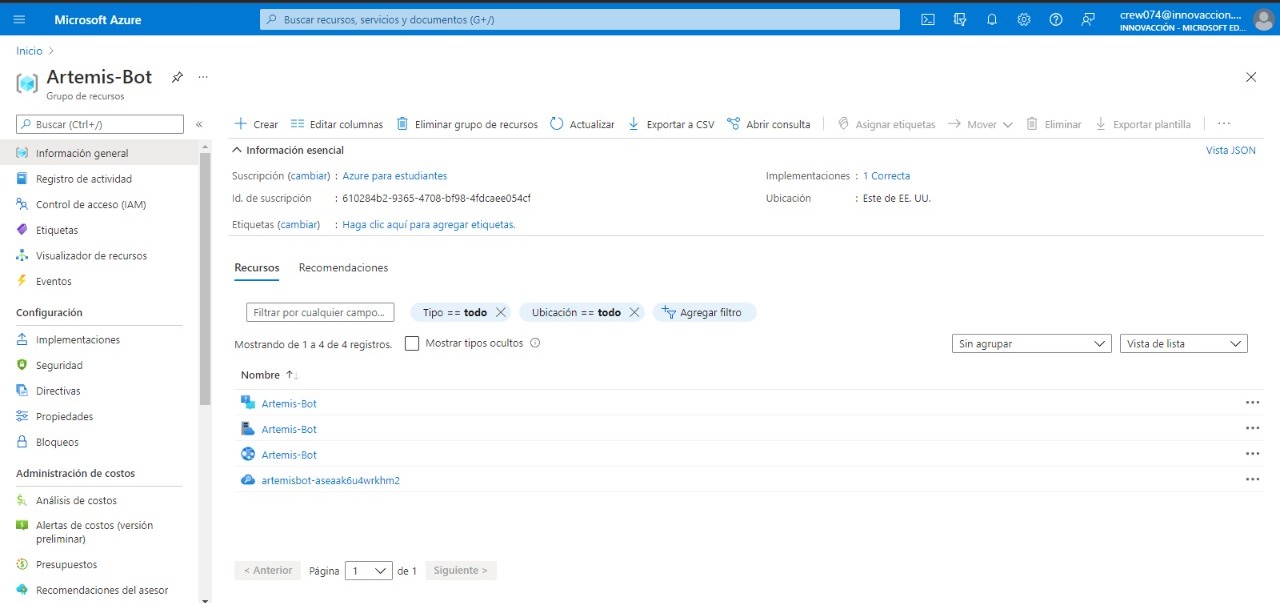 Microsoft Azure
Buscar recursos, servicios y documentos (G+/)
crew074@innovaccion....
INNOVACCIÓN - MICROSOFT ED...
Inicio >
Artemis-Bot
...
Grupo de recursos
Buscar (Ctrl+/)
«
Crear
Editar columnas
Eliminar grupo de recursos
Actualizar
Exportar a CSV
Abrir consulta
Asignar etiquetas
Mover
Eliminar
Exportar plantilla
...
Información general
Registro de actividad
Control de acceso (IAM)
Etiquetas
Visualizador de recursos
Eventos
Configuración
Implementaciones
Seguridad
Directivas
Propiedades
Bloqueos
Administración de costos
Análisis de costos
Alertas de costos (versión
preliminar)
Presupuestos
Recomendaciones del asesor
Información esencial
Vista JSON
Suscripción (cambiar) : Azure para estudiantes
Id. de suscripción : 610284b2-9365-4708-bf98-4fdcaee054cf
Etiquetas (cambiar) : Haga clic aquí para agregar etiquetas.
Implementaciones : 1 Correcta
Ubicación : Este de EE. UU.
Recursos
Recomendaciones
Filtrar por cualquier campo...
Tipo == todo
Ubicación == todo
Agregar filtro
Mostrando de 1 a 4 de 4 registros.
Mostrar tipos ocultos
Sin agrupar
Vista de lista
Nombre ↑↓
Artemis-Bot
Artemis-Bot
Artemis-Bot
artemisbot-aseaak6u4wrkhm2
< Anterior
Página 1 de 1
Siguiente >